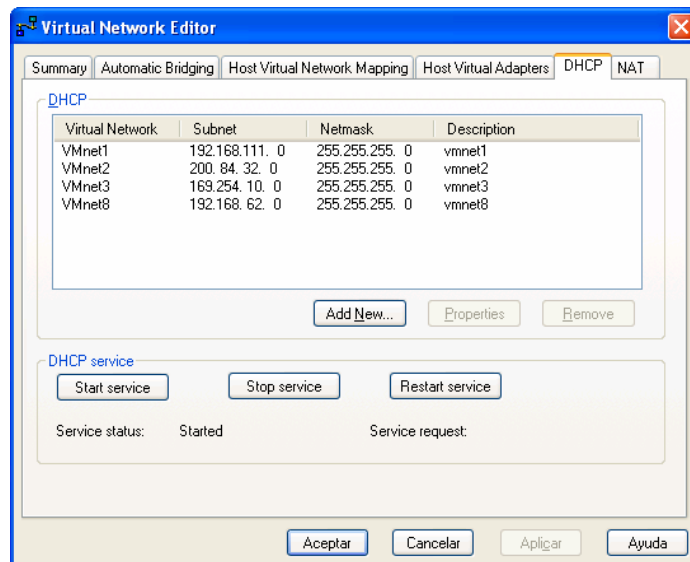 Virtual Network Editor
Summary Automatic Bridging Host Virtual Network Mapping Host Virtual Adapters DHCP NAT
DHCP
Virtual Network Subnet Netmask Description
VMnet1 192.168.111. 0 255.255.255. 0 vmnet1
VMnet2 200. 84. 32. 0 255.255.255. 0 vmnet2
VMnet3 169.254. 10. 0 255.255.255. 0 vmnet3
VMnet8 192.168. 62. 0 255.255.255. 0 vmnet8
Add New... Properties Remove
DHCP service
Start service Stop service Restart service
Service status: Started Service request:
Aceptar Cancelar Aplicar Ayuda